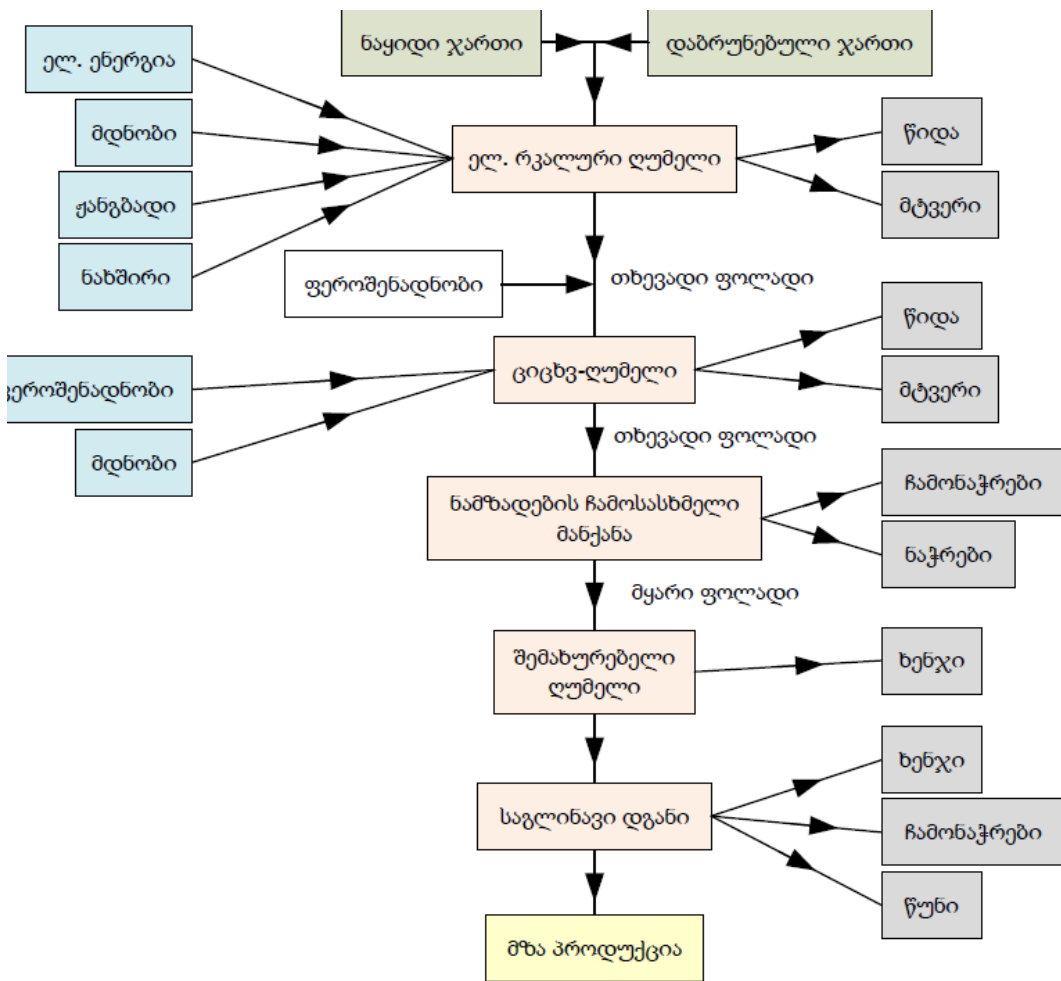 ნაყიდი ჯართი
დაბრუნებული ჯართი
ელ. ენერგია
მდნობი
ჟანგბადი
ნახშირი
ელ. რკალური ღუმელი
წიდა
მტვერი
ფეროშენადნობი
თხევადი ფოლადი
ფეროშენადნობი
მდნობი
ციცხვ-ღუმელი
წიდა
მტვერი
თხევადი ფოლადი
ნამზადების ჩამოსასხმელი
მანქანა
ჩამონაჭრები
ნაჭრები
მყარი ფოლადი
შემახურებელი
ღუმელი
ხენჯი
საგლინავი დგანი
ხენჯი
ჩამონაჭრები
წუნი
მზა პროდუქცია